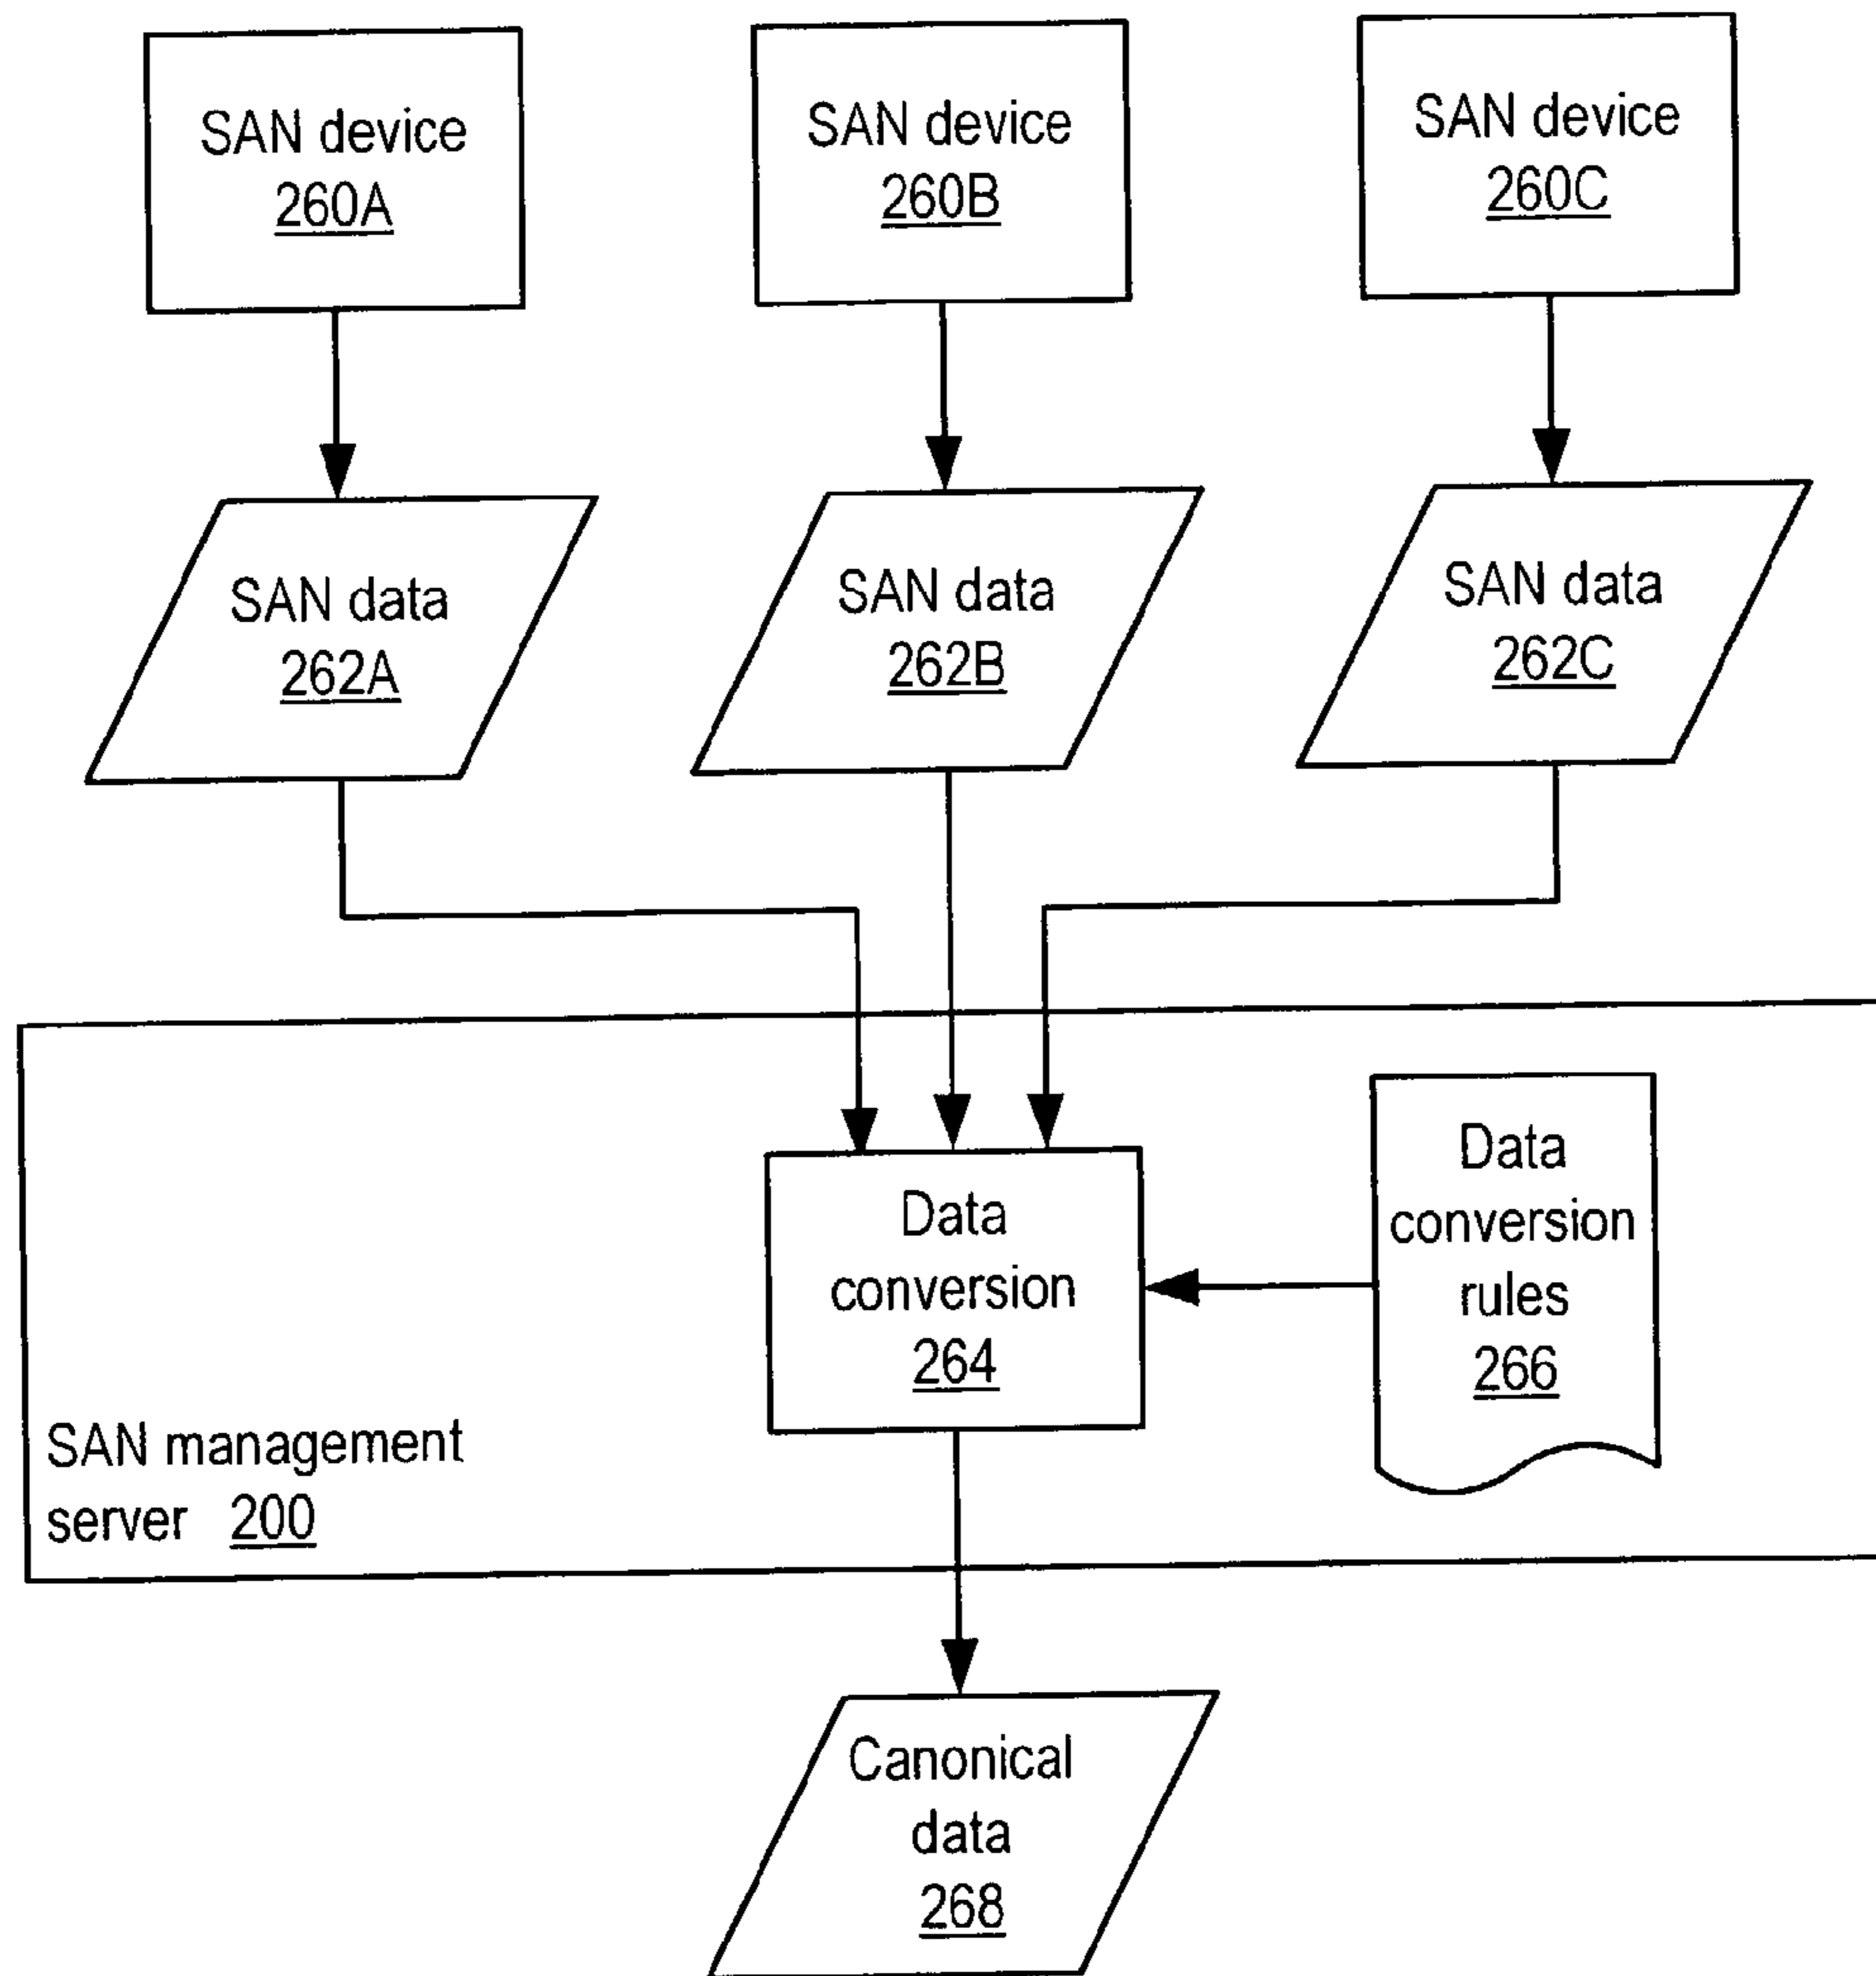 SAN device
260A
SAN device
260B
SAN device
260C
SAN data
262A
SAN data
262B
SAN data
262C
Data
conversion
264
Data
conversion
rules
266
SAN management
server 200
Canonical
data
268